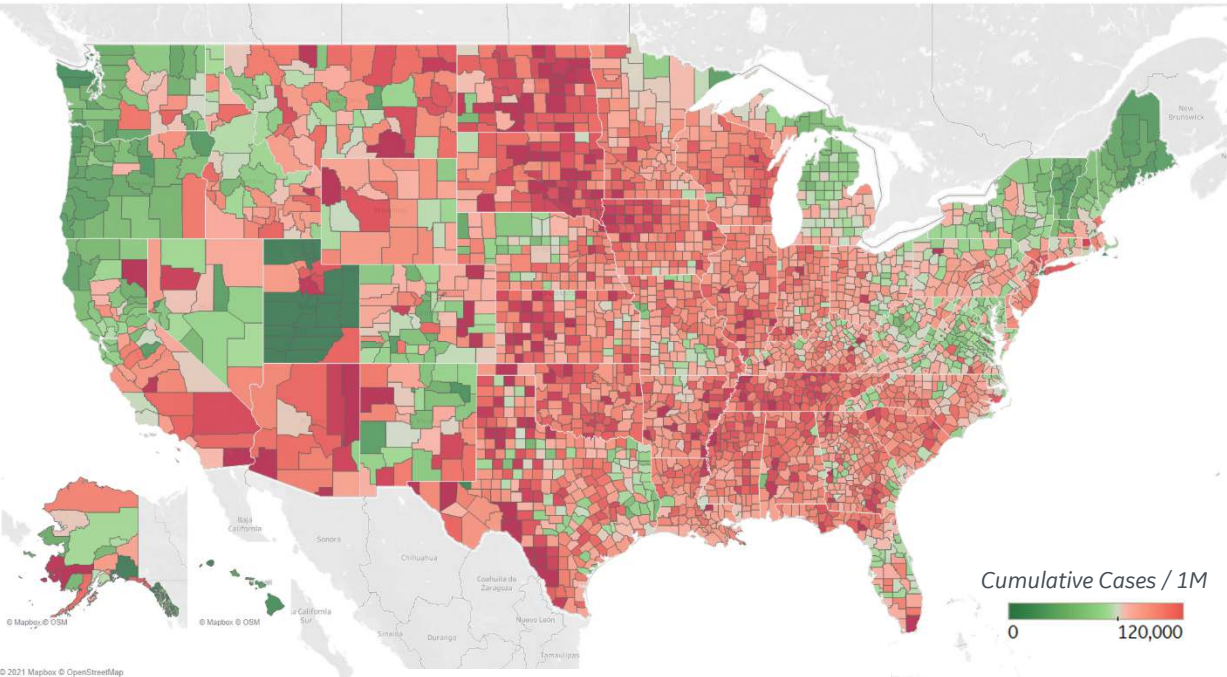 New
Brunswick
Baja
California
Sonora
Chihuahua
Coahuila de
Zaragoza
Nuevo León
Tamaulipas
Sinaloa
Durango
a California
Sur
© Mapbox © OSM
© Mapbox © OSM
Cumulative Cases / 1M
0
120,000
© 2021 Mapbox © OpenStreetMap